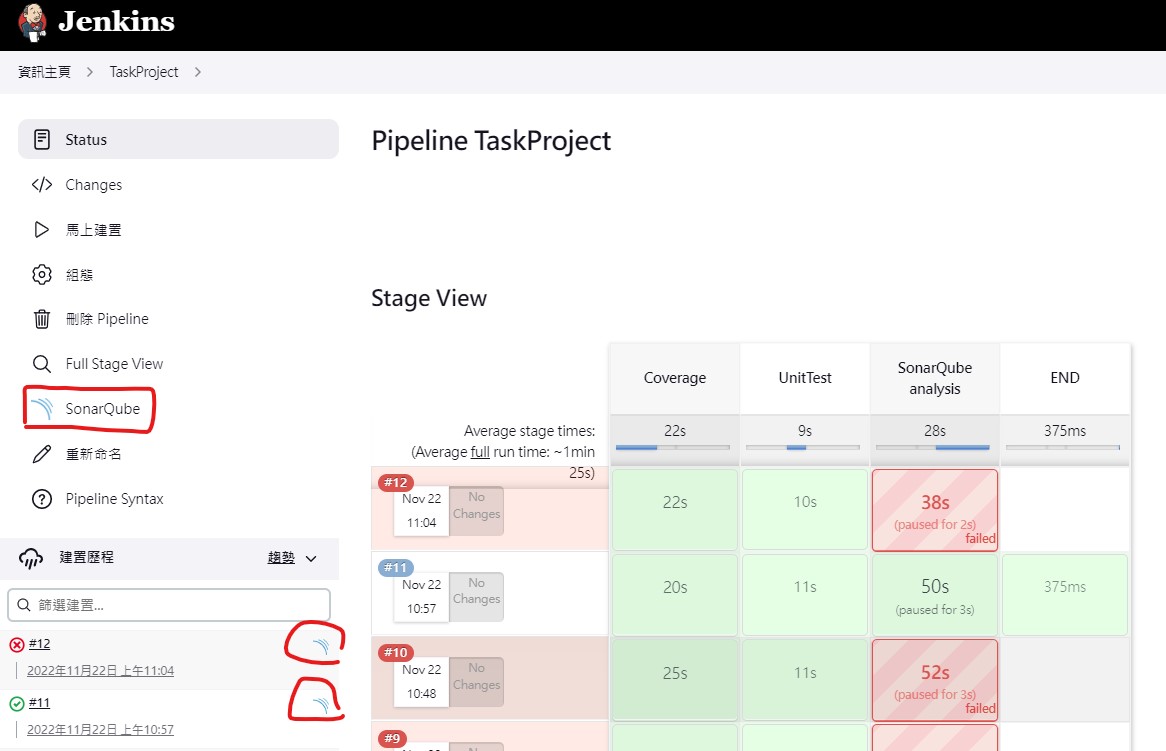 Jenkins
資訊主頁 > TaskProject >
Status
Changes
馬上建置
組態
刪除 Pipeline
Full Stage View
SonarQube
重新命名
Pipeline Syntax
建置歷程 趨勢
篩選建置...
#12
2022年11月22日 上午11:04
#11
2022年11月22日 上午10:57
Pipeline TaskProject
Stage View
Coverage UnitTest SonarQube analysis END
Average stage times: 22s 9s 28s 375ms
(Average full run time: ~1min
25s)
#12
Nov 22
11:04
No
Changes
22s
10s
38s
(paused for 2s)
failed
#11
Nov 22
10:57
No
Changes
20s
11s
50s
(paused for 3s)
375ms
#10
Nov 22
10:48
No
Changes
25s
11s
52s
(paused for 3s)
failed
#9
No